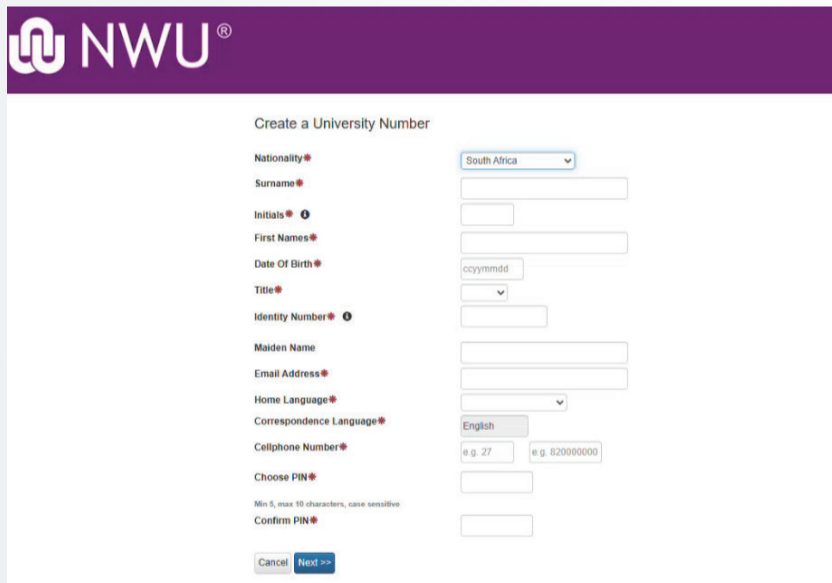 NWU®
Create a University Number
Nationality* South Africa
Surname*
Initials*
First Names*
Date Of Birth* ccyymmdd
Title*
Identity Number*
Maiden Name
Email Address*
Home Language*
Correspondence Language* English
Cellphone Number* e.g. 27 e.g. 820000000
Choose PIN*
Min 5, max 10 characters, case sensitive
Confirm PIN*
Cancel Next >>